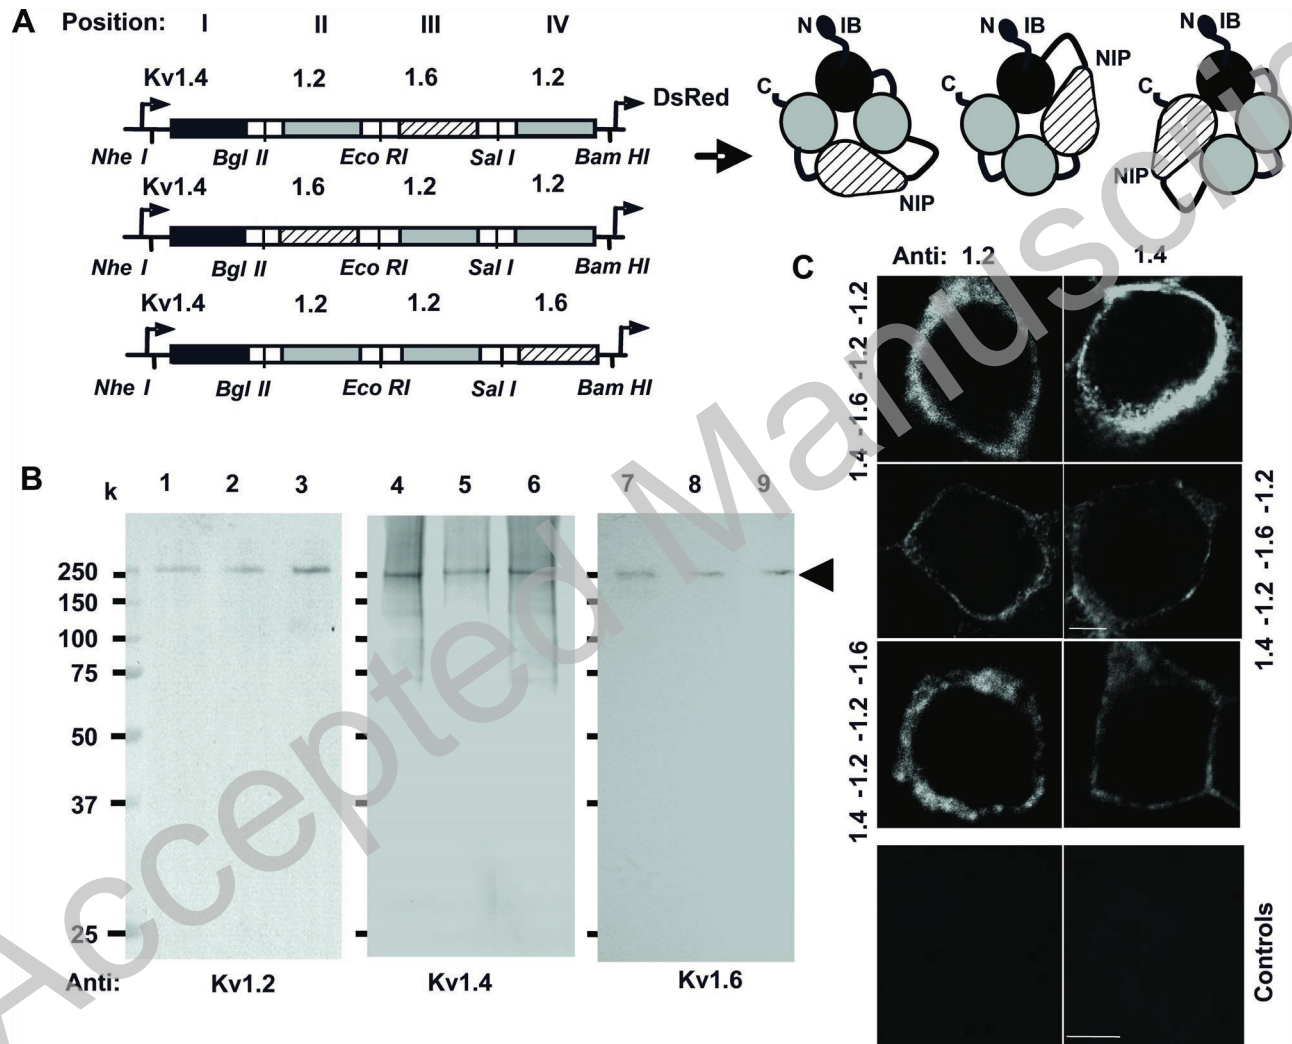 A Position: I II III IV
Kv1.4 1.2 1.6 1.2
DsRed
Nhe I Bgl II Eco RI Sal I Bam HI
Kv1.4 1.6 1.2 1.2
Nhe I Bgl II Eco RI Sal I Bam HI
Kv1.4 1.2 1.2 1.6
Nhe I Bgl II Eco RI Sal I Bam HI
N IB
C
NIP
N IB
NIP
N IB
C
NIP
B
k 1 2 3 4 5 6 7 8 9
250
150
100
75
50
37
25
Anti: Kv1.2 Kv1.4 Kv1.6
C
Anti: 1.2 1.4
1.4 -1.6 -1.2 -1.2
1.4 -1.2 -1.6 -1.2
1.4 -1.2 -1.2 -1.6
Controls
Accepted Manuscript